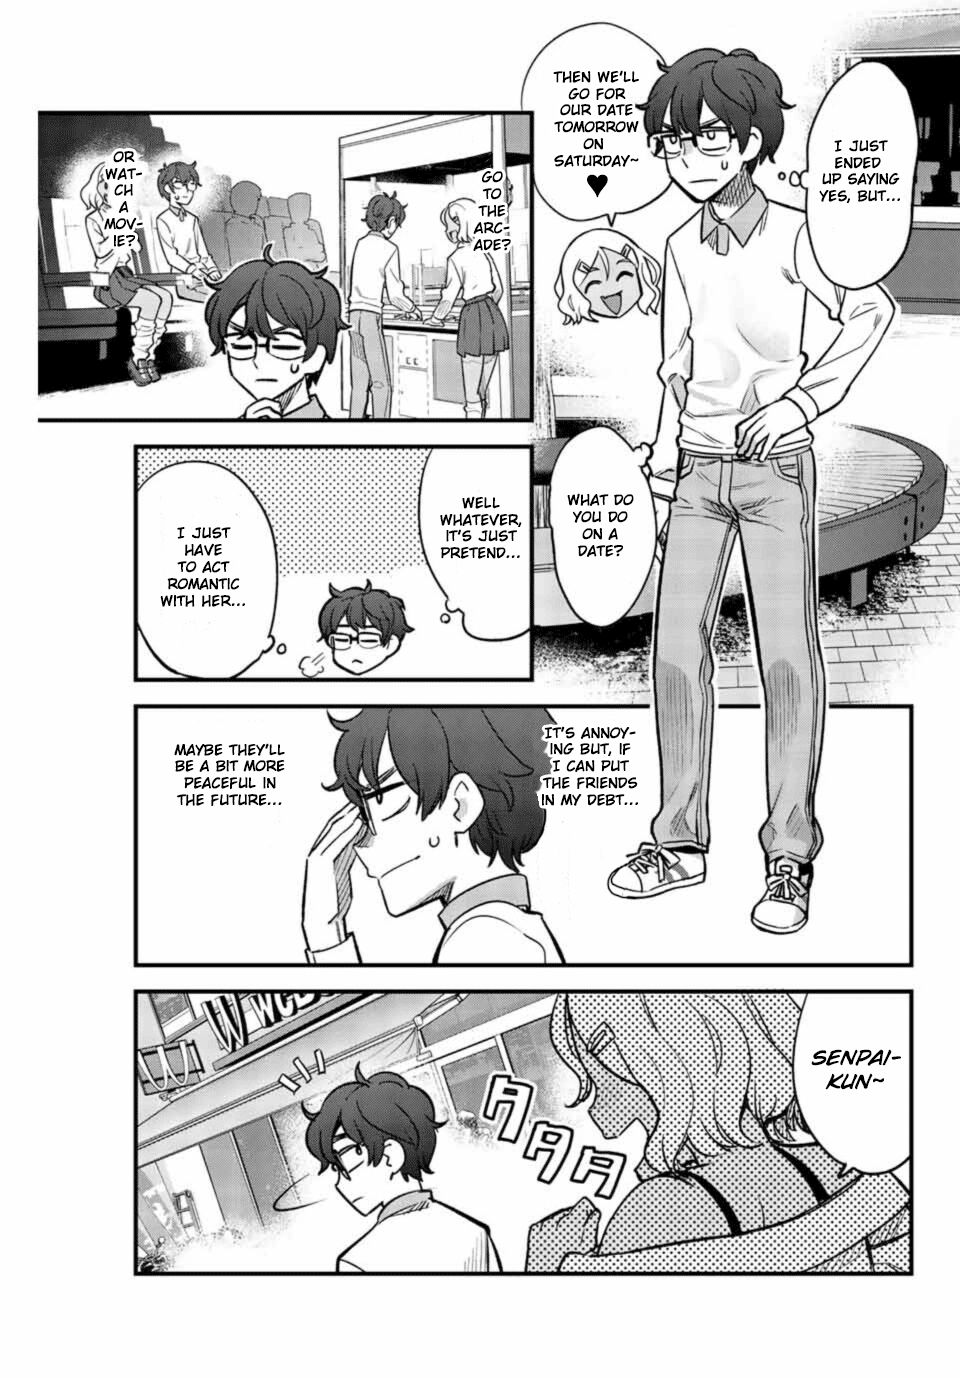 I JUST
ENDED
UP SAYING
YES, BUT...
THEN WE'LL
GO FOR
OUR DATE
TOMORROW
ON
SATURDAY~
♥
WHAT DO
YOU DO
ON A
DATE?
GO
TO
THE
ARC-
ADE?
OR
WAT-
CH
A
MOV-
IE?
WELL
WHATEVER,
IT'S JUST
PRETEND...
I JUST
HAVE
TO ACT
ROMANTIC
WITH HER...
IT'S ANNOY-
ING BUT, IF
I CAN PUT
THE FRIENDS
IN MY DEBT...
MAYBE THEY'LL
BE A BIT MORE
PEACEFUL IN
THE FUTURE...
SENPAI-
KUN~
タタタ
W